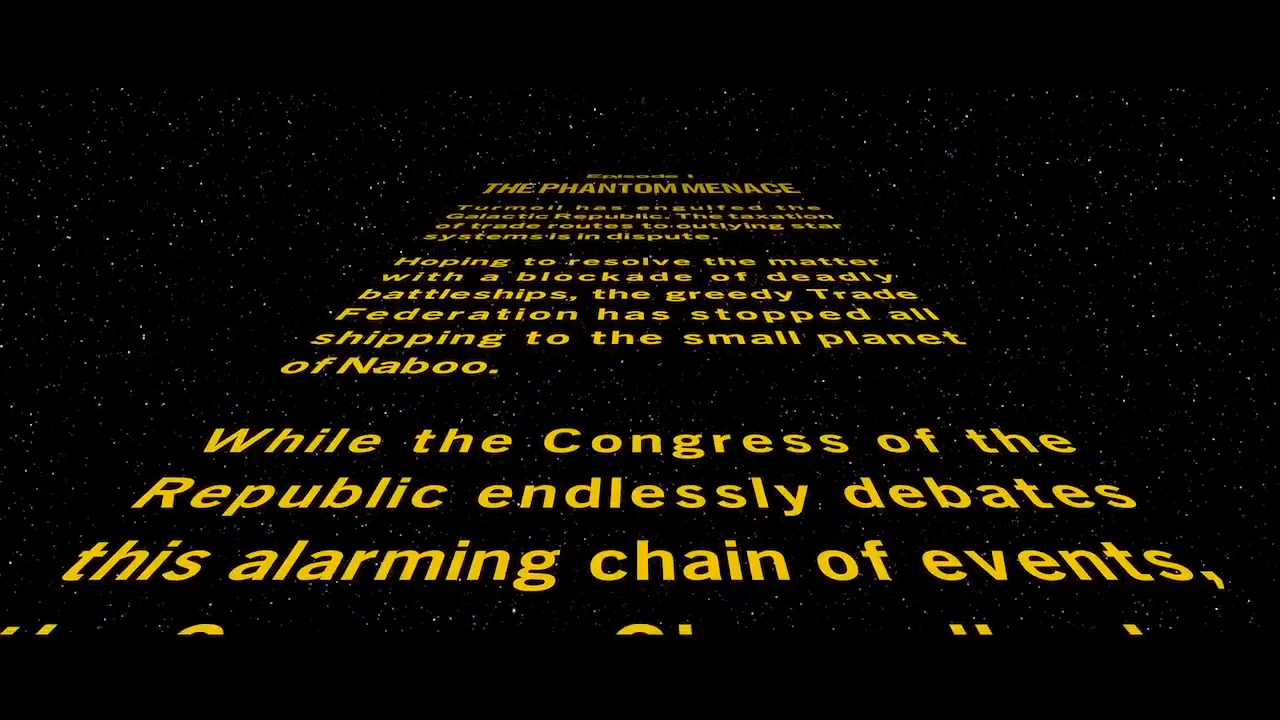 Episode I
THE PHANTOM MENACE
Turmoil has engulfed the
Galactic Republic. The taxation
of trade routes to outlying star
systems is in dispute.
Hoping to resolve the matter
with a blockade of deadly
battleships, the greedy Trade
Federation has stopped all
shipping to the small planet
of Naboo.
While the Congress of the
Republic endlessly debates
this alarming chain of events,